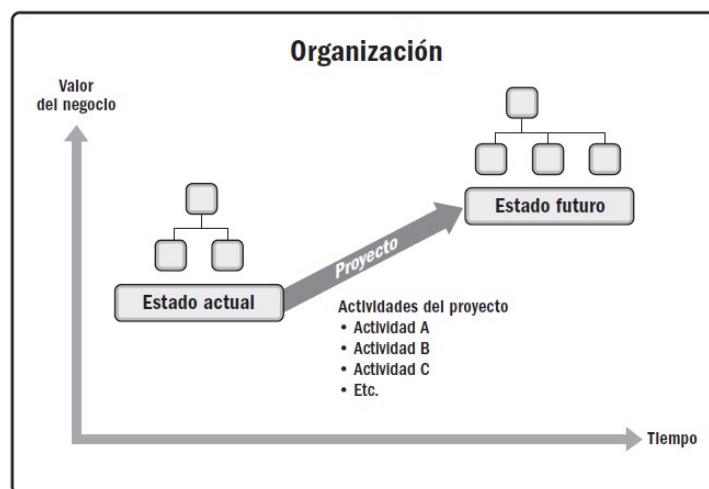 Organización
Valor
del negocio
Estado futuro
Proyecto
Estado actual
Actividades del proyecto
• Actividad A
• Actividad B
• Actividad C
• Etc.
Tiempo